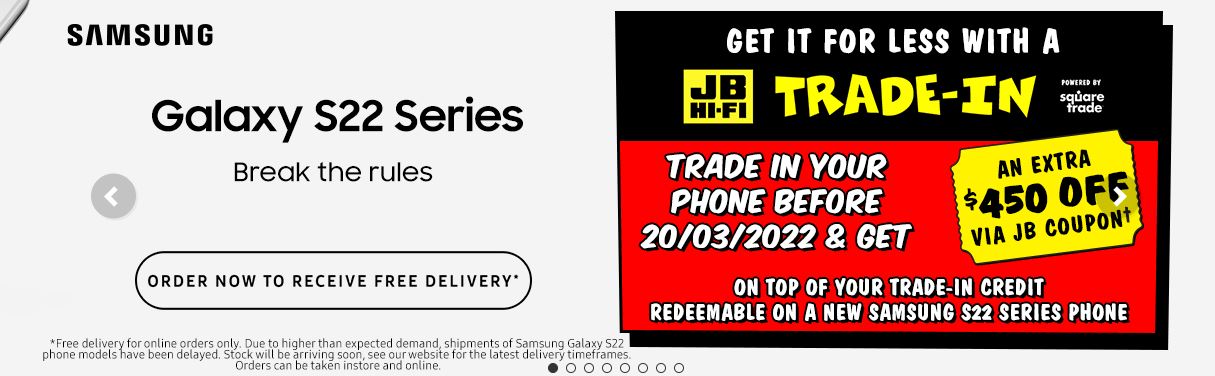 SAMSUNG
Galaxy S22 Series
Break the rules
ORDER NOW TO RECEIVE FREE DELIVERY*
*Free delivery for online orders only. Due to higher than expected demand, shipments of Samsung Galaxy S22
phone models have been delayed. Stock will be arriving soon, see our website for the latest delivery timeframes.
Orders can be taken instore and online.
GET IT FOR LESS WITH A
JB
HI-FI
TRADE-IN
POWERED BY
square
trade
TRADE IN YOUR
PHONE BEFORE
20/03/2022 & GET
AN EXTRA
$450 OFF
VIA JB COUPON†
ON TOP OF YOUR TRADE-IN CREDIT
REDEEMABLE ON A NEW SAMSUNG S22 SERIES PHONE